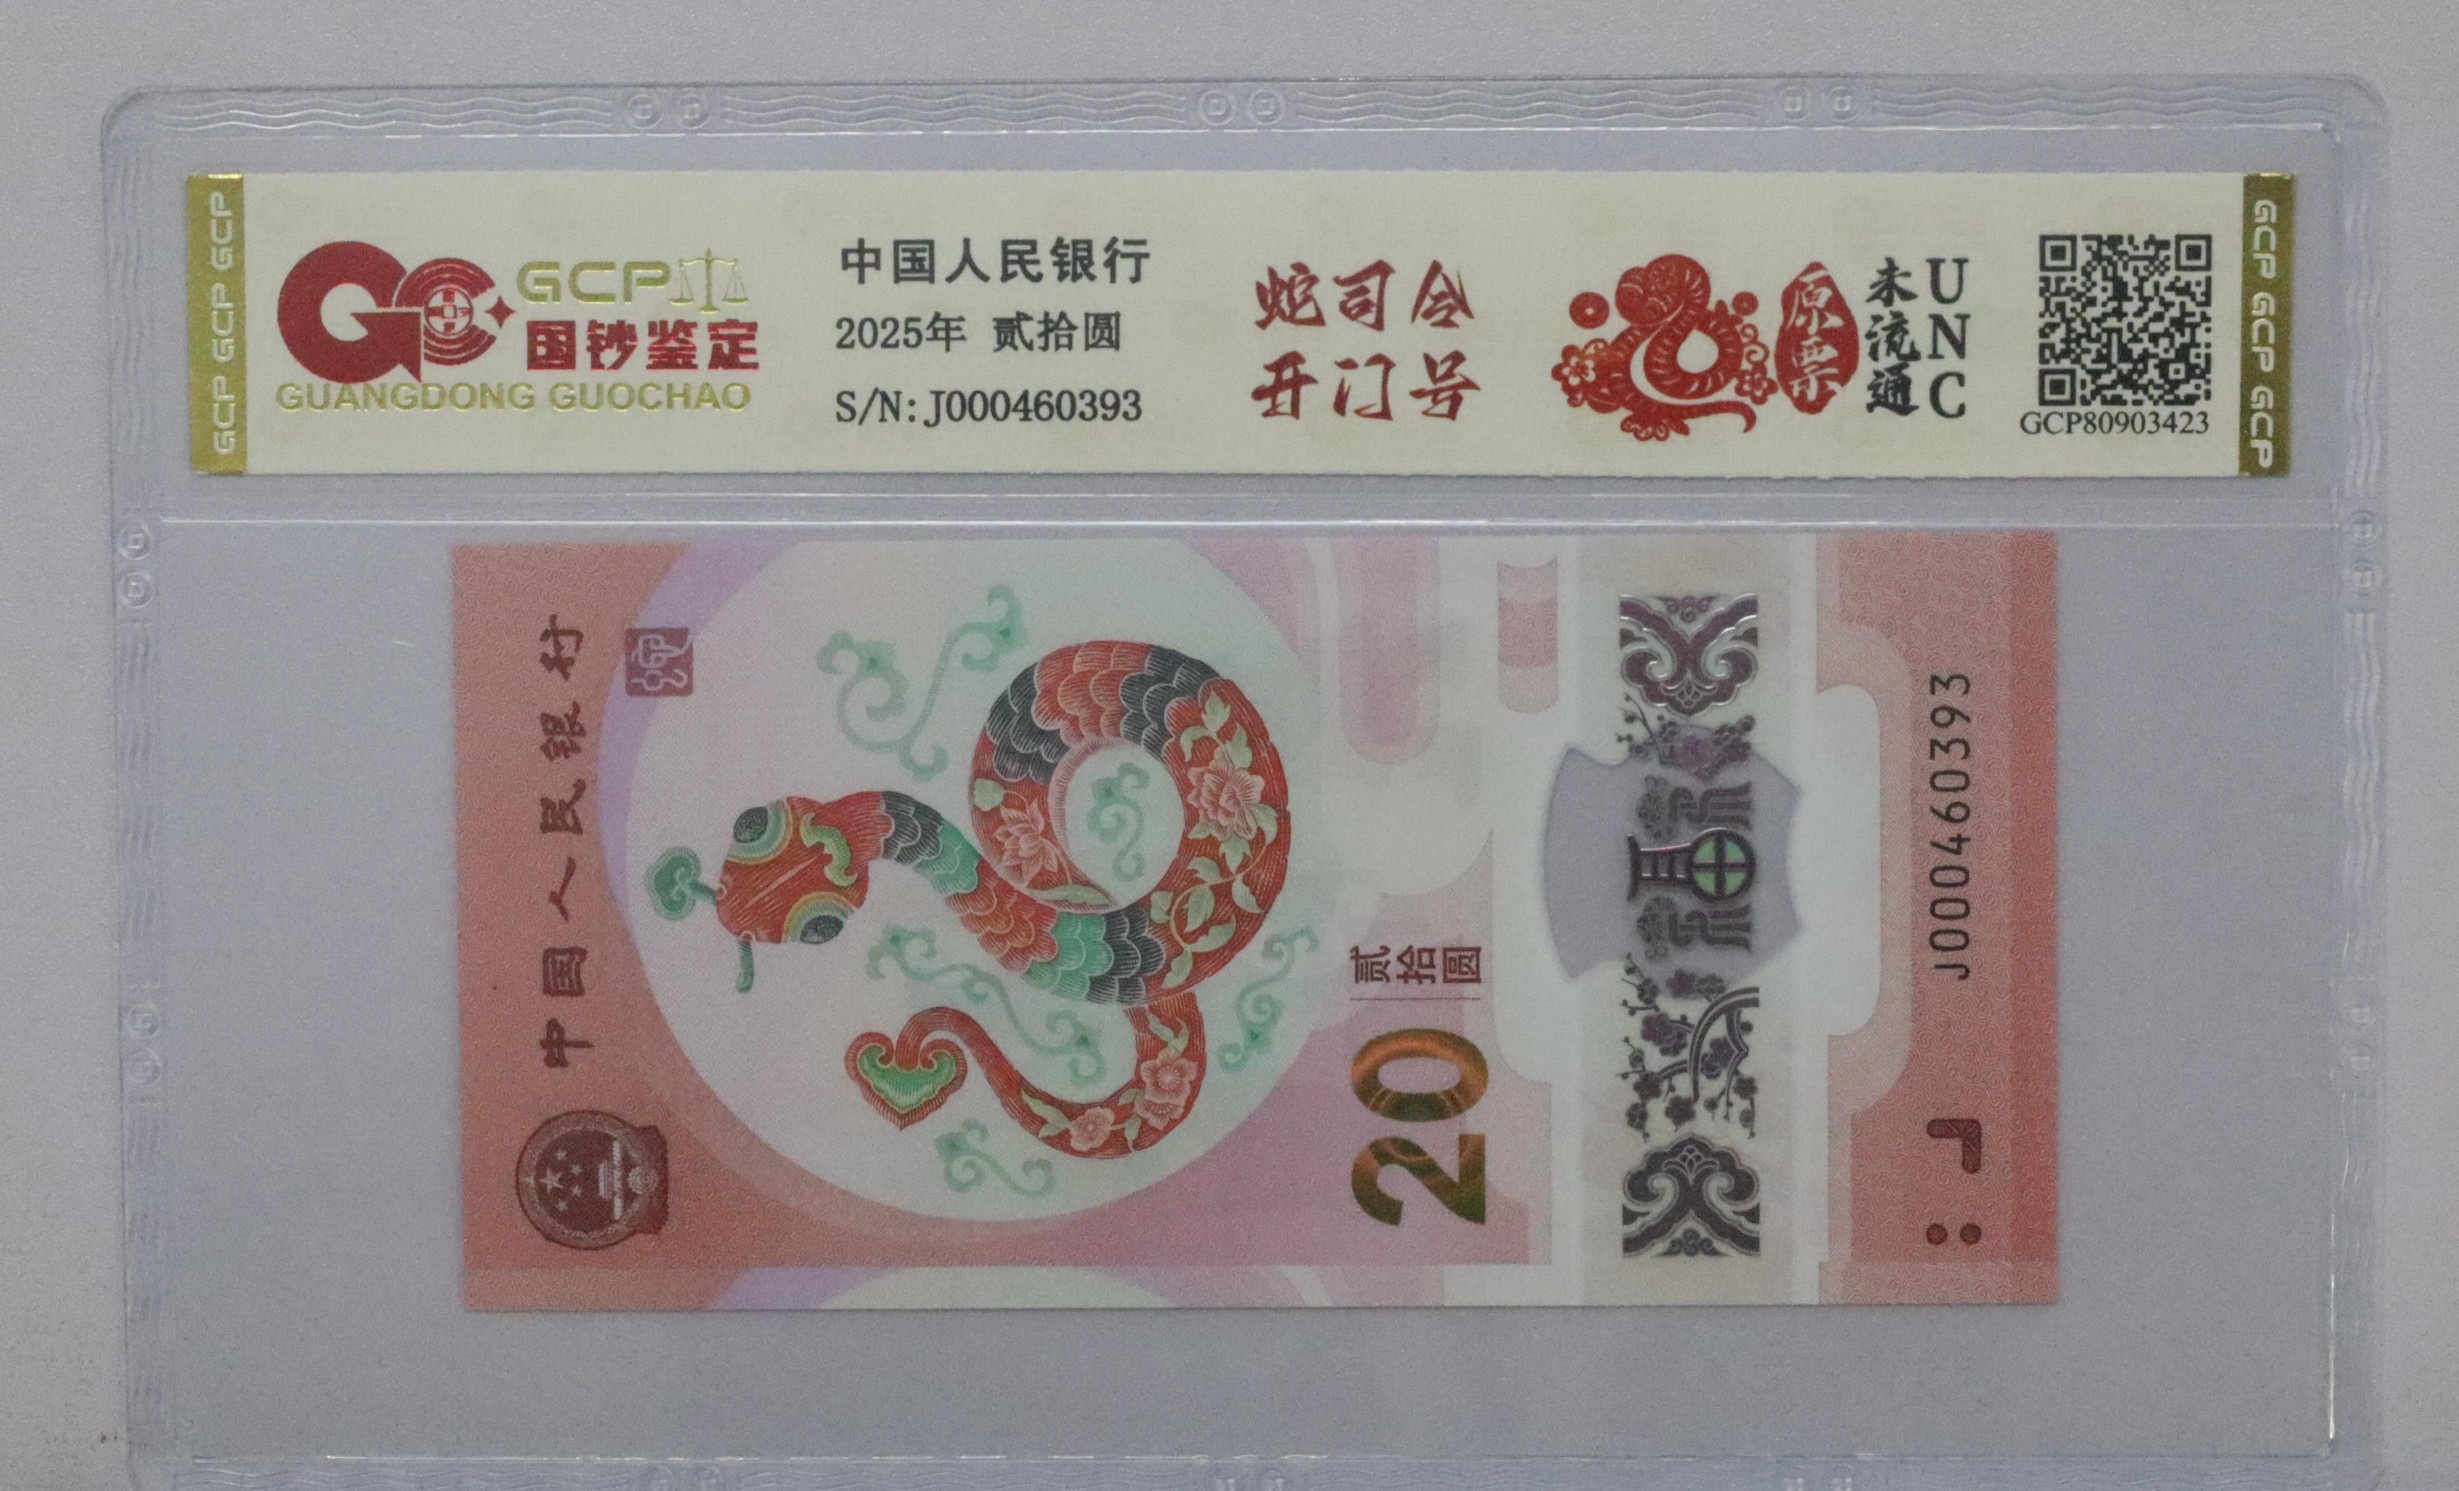 GCP GCP GCP
GCP
国钞鉴定
GUANGDONG GUOCHAO
中国人民银行
2025年 贰拾圆
S/N: J000460393
蛇司令
开门号
原票
未流通
UNC
GCP80903423
GCP GCP GCP
中国人民银行
贰拾圆
20
J000460393